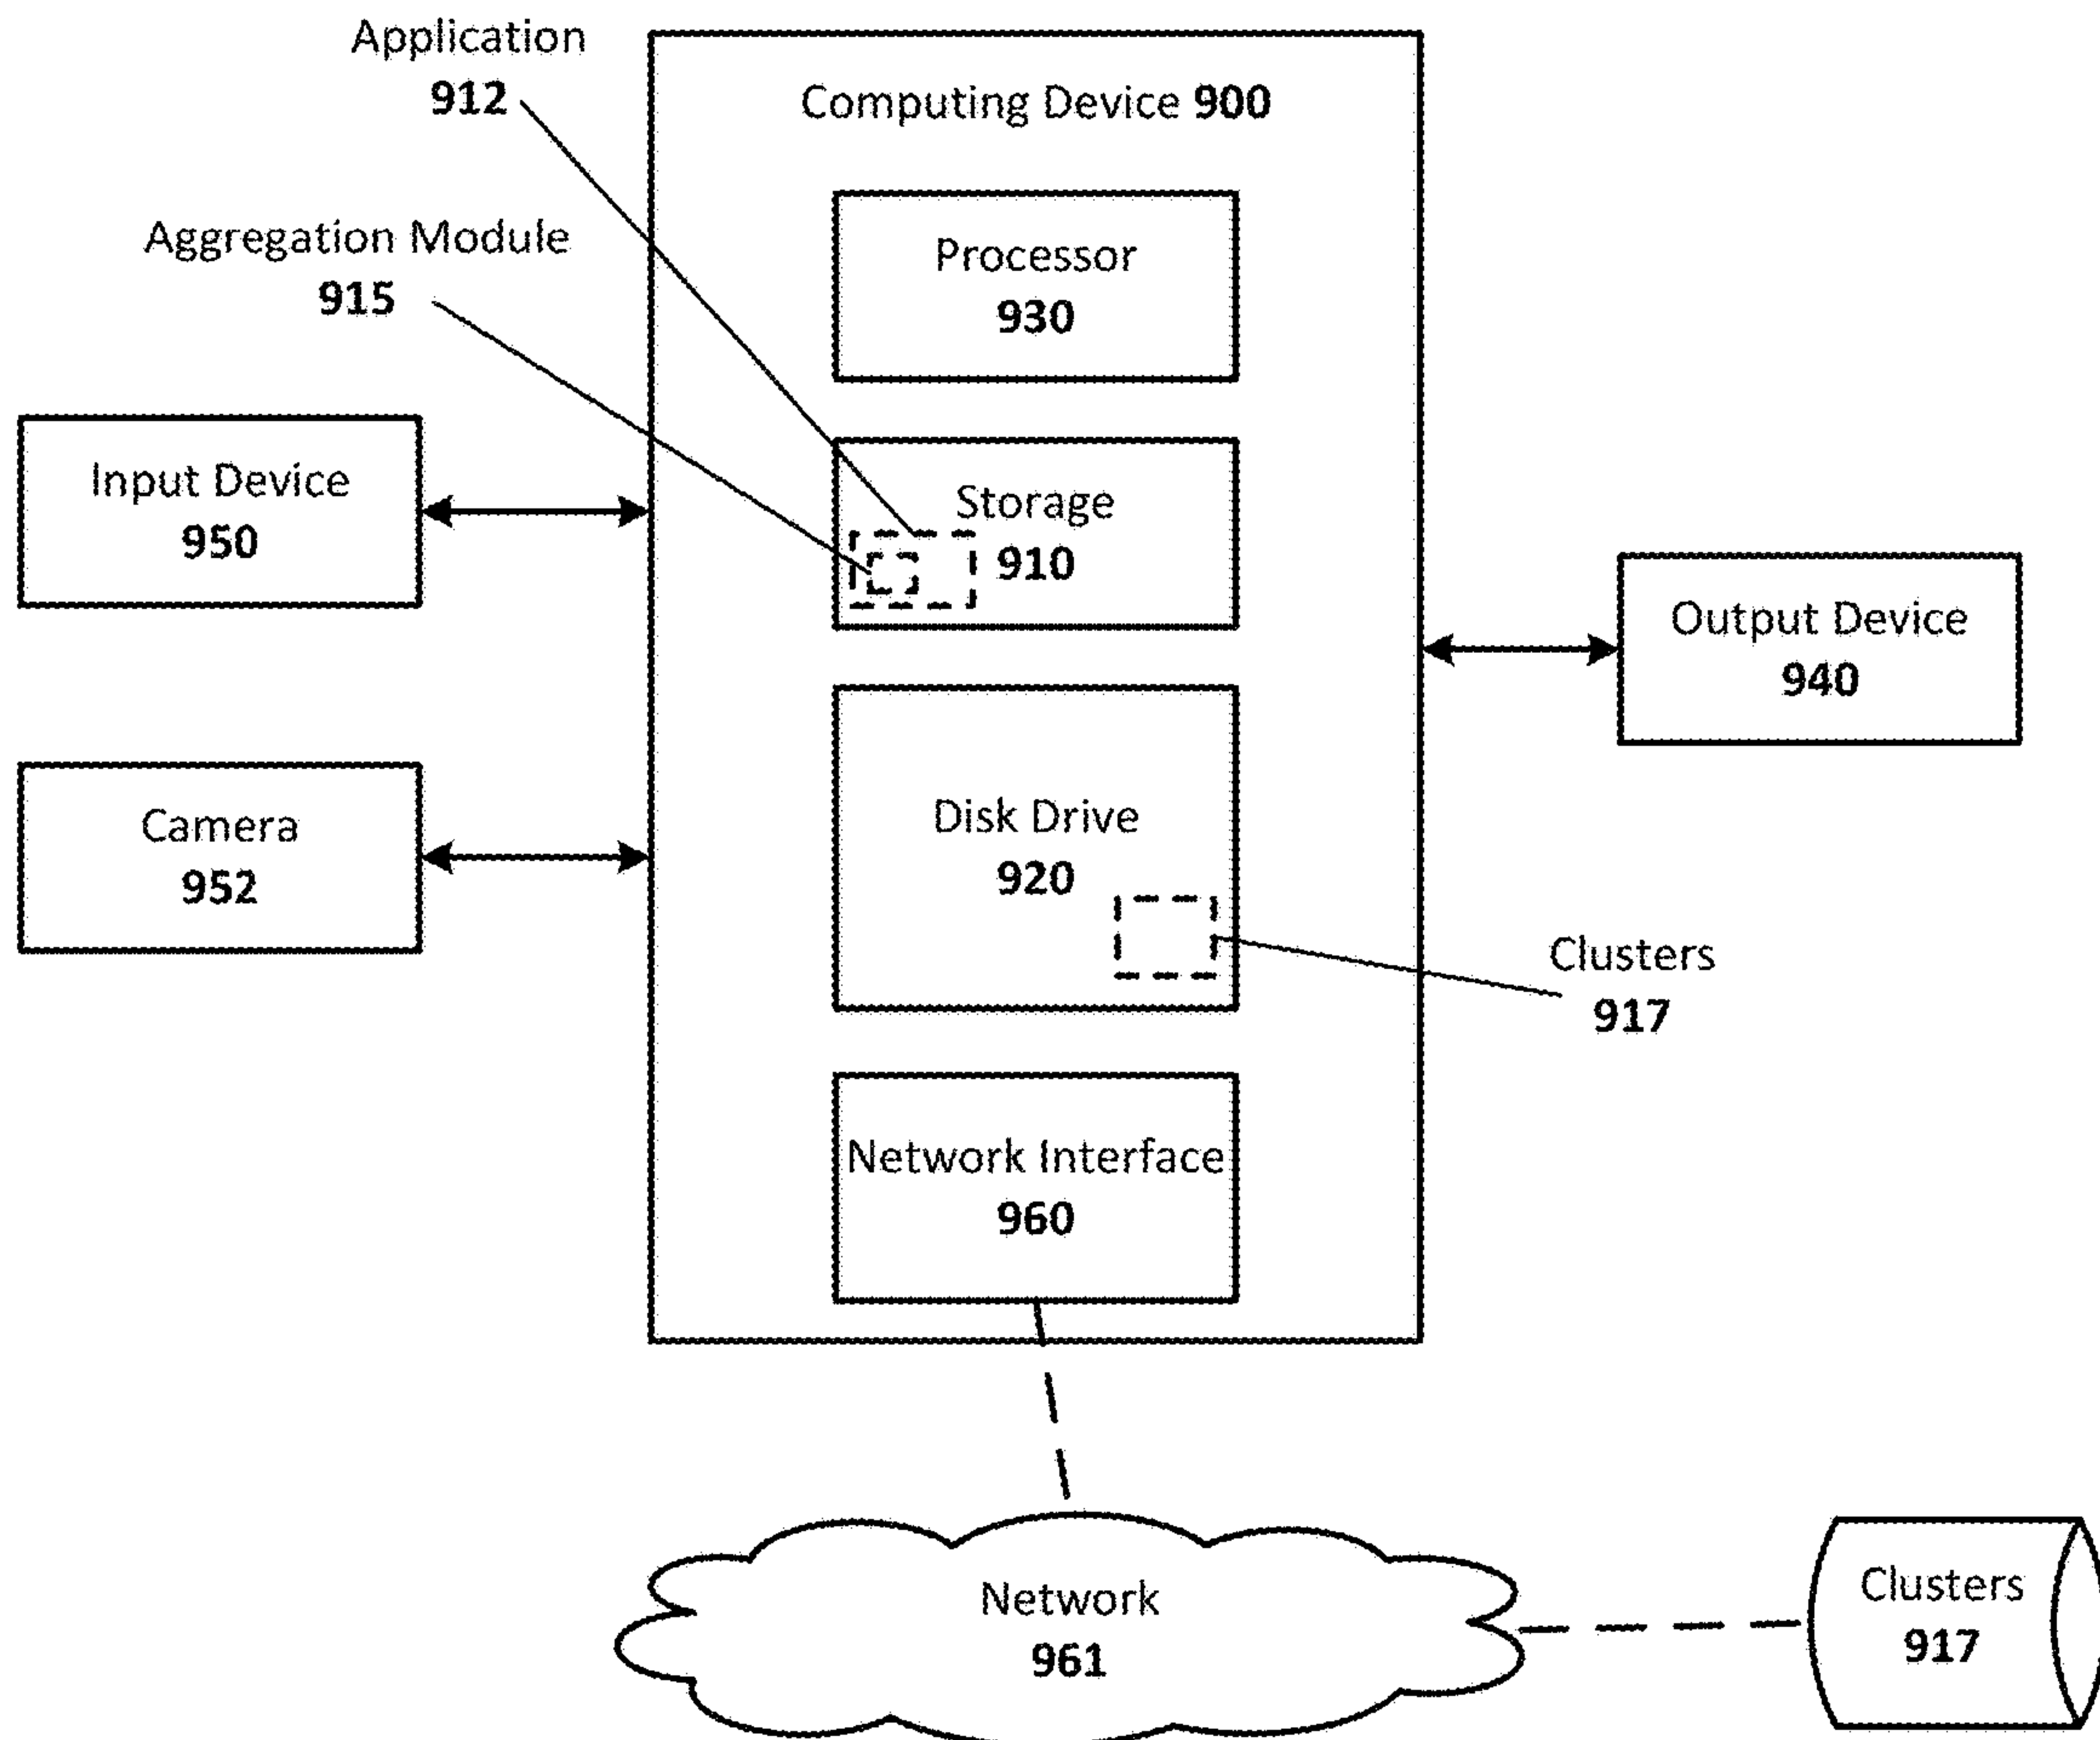 Application
912
Computing Device 900
Aggregation Module
915
Processor
930
Input Device
950
Storage
910
Output Device
940
Camera
952
Disk Drive
920
Clusters
917
Network Interface
960
Network
961
Clusters
917